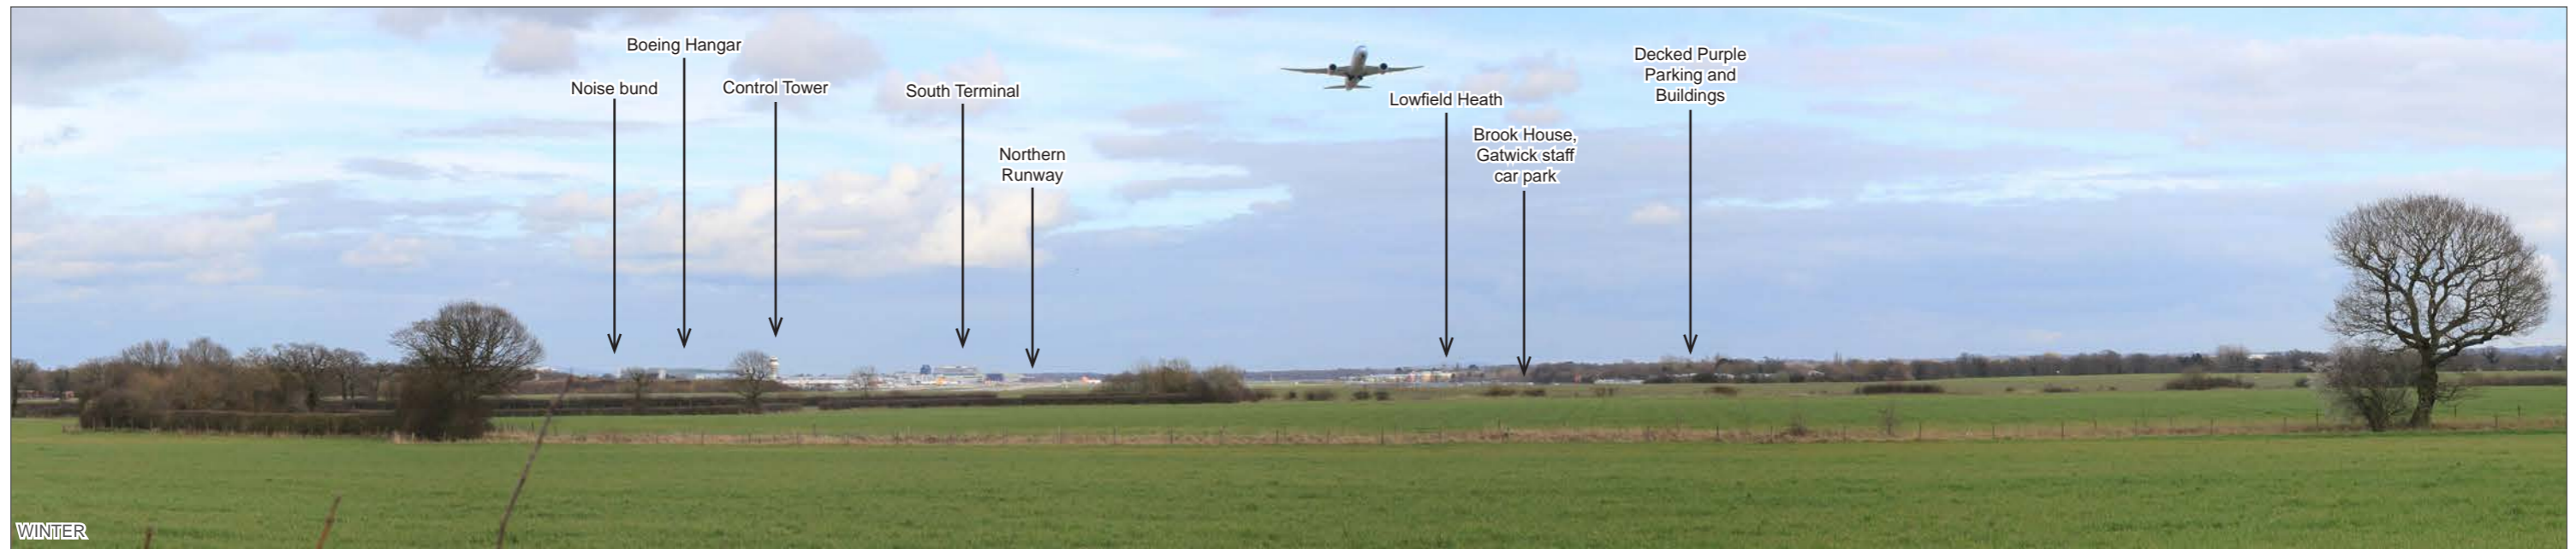 Noise bund
Boeing Hangar
Control Tower
South Terminal
Northern
Runway
Lowfield Heath
Brook House,
Gatwick staff
car park
Decked Purple
Parking and
Buildings
WINTER